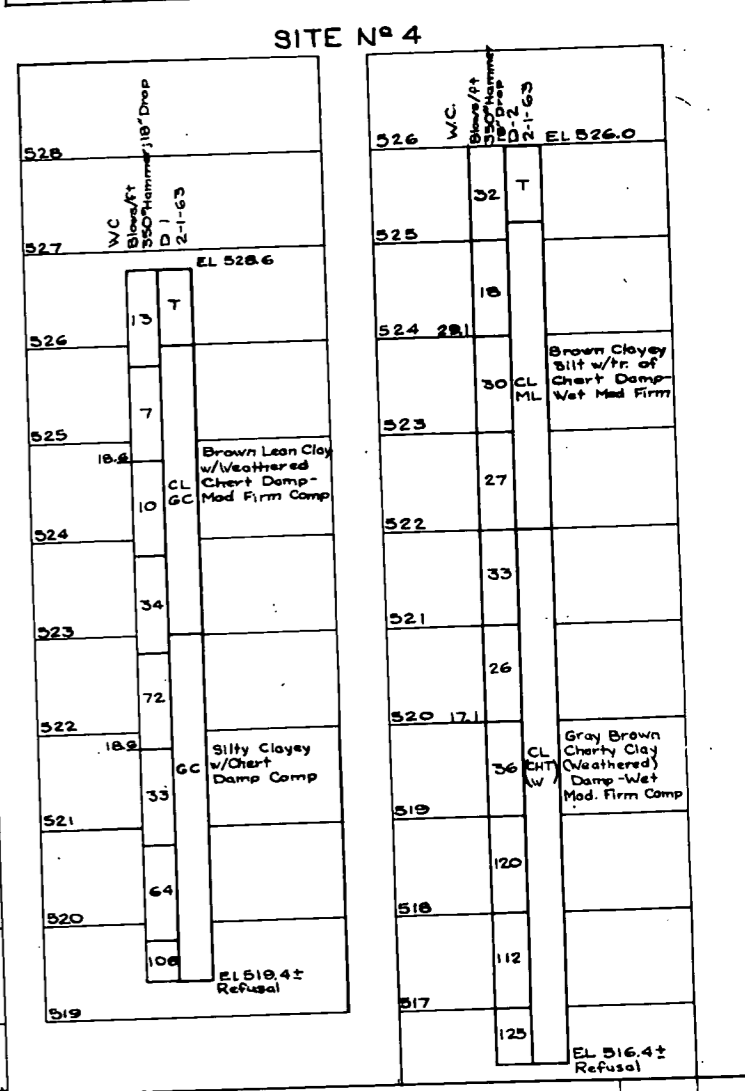 SITE Nº 4
528
527
526
525
524
523
522
521
520
519
WC
Blows/Ft
350# Hammer; 18" Drop
D 1
2-1-63
EL 528.6
13
T
7
18.6
10
CL
GC
Brown Lean Clay
w/Weathered
Chert Damp-
Mod Firm Comp
34
72
18.9
33
GC
Silty Clayey
w/Chert
Damp Comp
64
108
EL 519.4±
Refusal
526
525
524
523
522
521
520
519
518
517
W.C.
Blows/Ft
350# Hammer
18" Drop
D-2
2-1-63
EL 526.0
32
T
18
28.1
30
CL
ML
Brown Clayey
Silt w/tr. of
Chert Damp-
Wet Mod Firm
27
33
26
17.1
36
CL
(CHT)
(W)
Gray Brown
Cherty Clay
(Weathered)
Damp-Wet
Mod. Firm Comp
120
112
125
EL 516.4±
Refusal